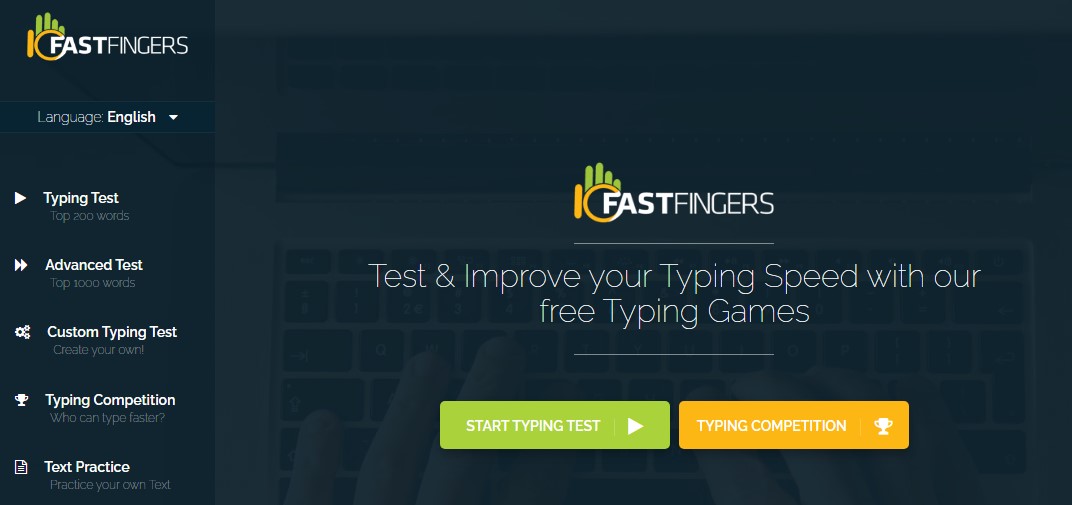 10FASTFINGERS
Language: English
Typing Test
Top 200 words
Advanced Test
Top 1000 words
Custom Typing Test
Create your own!
Typing Competition
Who can type faster?
Text Practice
Practice your own Text
10FASTFINGERS
Test & Improve your Typing Speed with our
free Typing Games
START TYPING TEST
TYPING COMPETITION